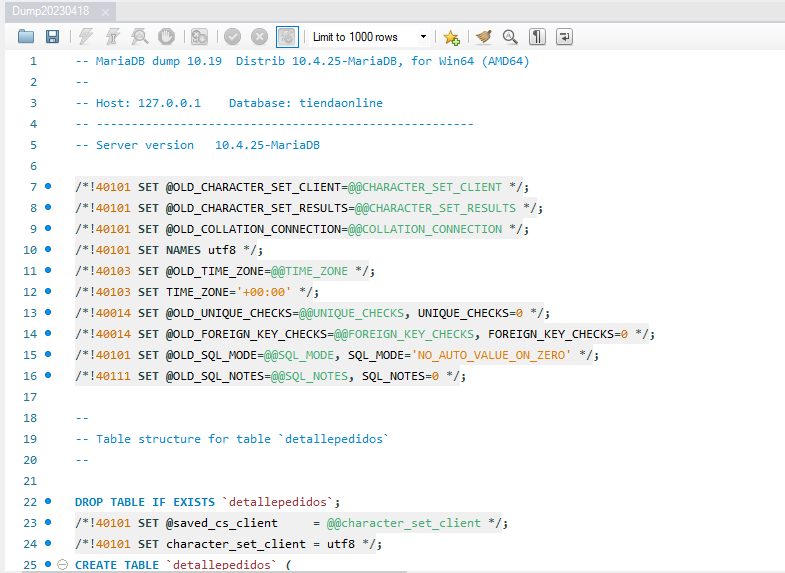 Dump20230418 ×
Limit to 1000 rows
1 -- MariaDB dump 10.19  Distrib 10.4.25-MariaDB, for Win64 (AMD64)
2 --
3 -- Host: 127.0.0.1    Database: tiendaonline
4 -- ------------------------------------------------------
5 -- Server version   10.4.25-MariaDB
6
7 /*!40101 SET @OLD_CHARACTER_SET_CLIENT=@@CHARACTER_SET_CLIENT */;
8 /*!40101 SET @OLD_CHARACTER_SET_RESULTS=@@CHARACTER_SET_RESULTS */;
9 /*!40101 SET @OLD_COLLATION_CONNECTION=@@COLLATION_CONNECTION */;
10 /*!40101 SET NAMES utf8 */;
11 /*!40103 SET @OLD_TIME_ZONE=@@TIME_ZONE */;
12 /*!40103 SET TIME_ZONE='+00:00' */;
13 /*!40014 SET @OLD_UNIQUE_CHECKS=@@UNIQUE_CHECKS, UNIQUE_CHECKS=0 */;
14 /*!40014 SET @OLD_FOREIGN_KEY_CHECKS=@@FOREIGN_KEY_CHECKS, FOREIGN_KEY_CHECKS=0 */;
15 /*!40101 SET @OLD_SQL_MODE=@@SQL_MODE, SQL_MODE='NO_AUTO_VALUE_ON_ZERO' */;
16 /*!40111 SET @OLD_SQL_NOTES=@@SQL_NOTES, SQL_NOTES=0 */;
17
18 --
19 -- Table structure for table `detallepedidos`
20 --
21
22 DROP TABLE IF EXISTS `detallepedidos`;
23 /*!40101 SET @saved_cs_client     = @@character_set_client */;
24 /*!40101 SET character_set_client = utf8 */;
25 CREATE TABLE `detallepedidos` (